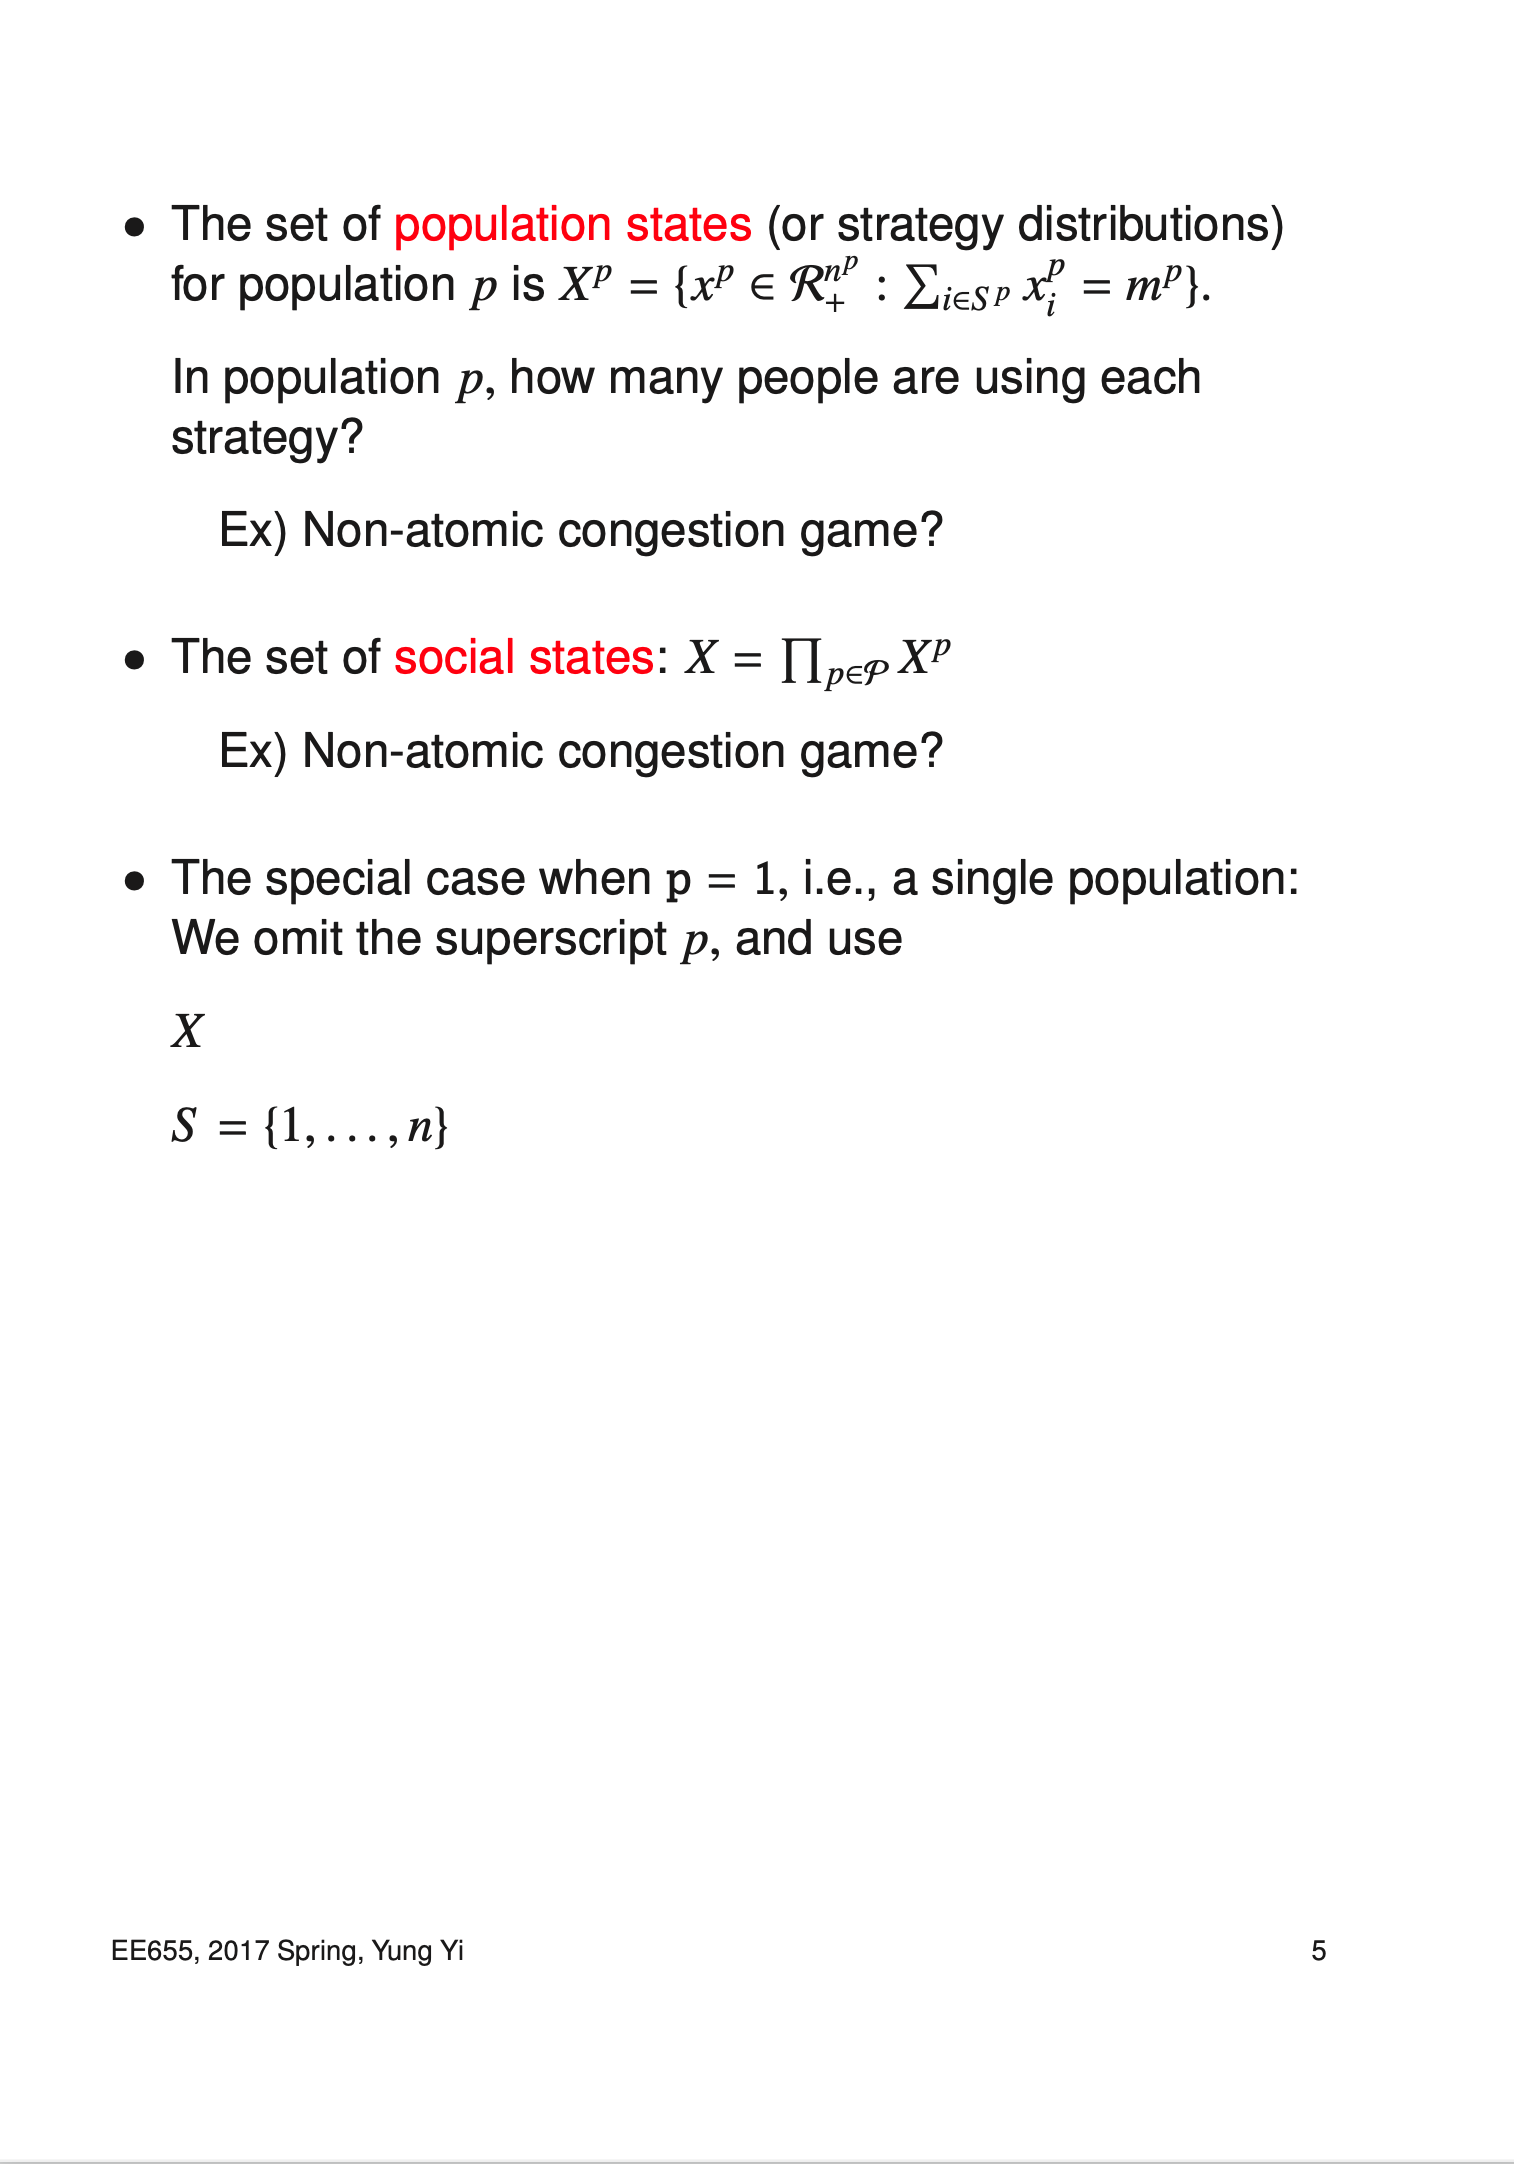 • The set of population states (or strategy distributions)
for population p is X^p = {x^p ∈ ℛ_+^{n^p} : ∑_{i∈S^p} x_i^p = m^p}.
In population p, how many people are using each
strategy?
Ex) Non-atomic congestion game?
• The set of social states: X = ∏_{p∈𝒫} X^p
Ex) Non-atomic congestion game?
• The special case when p = 1, i.e., a single population:
We omit the superscript p, and use
X
S = {1, . . . , n}
EE655, 2017 Spring, Yung Yi 5